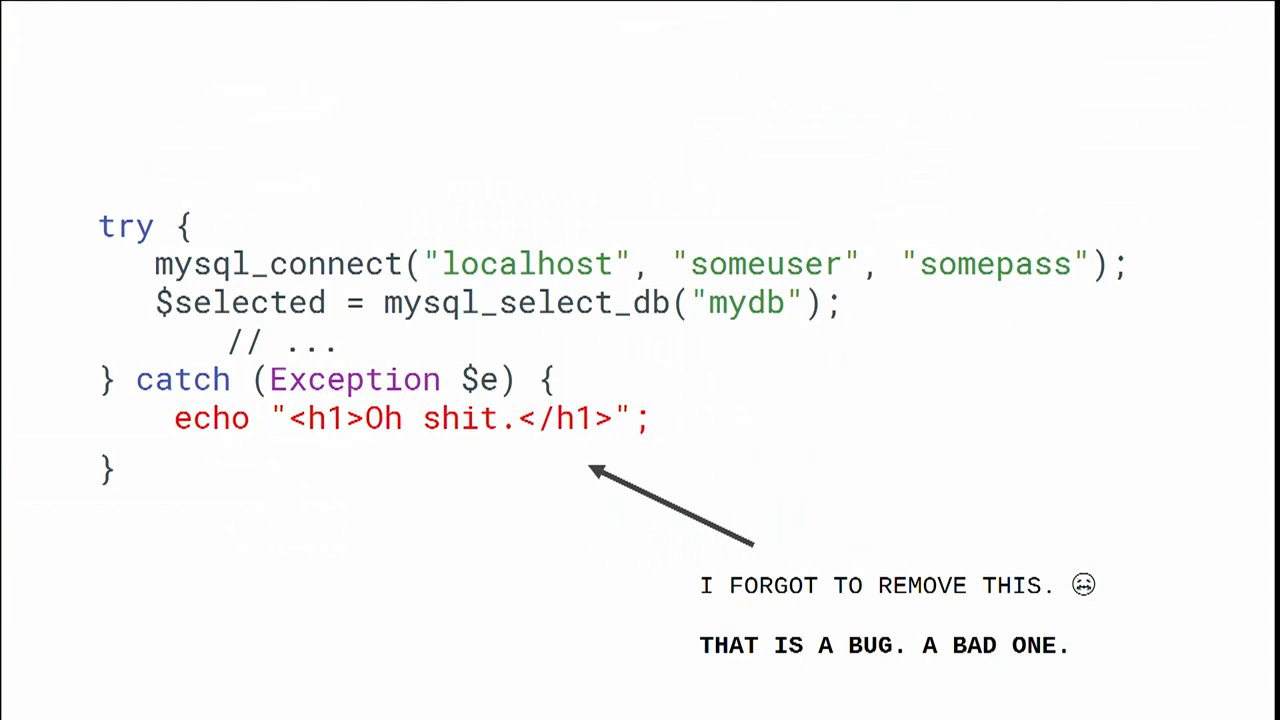 try {
mysql_connect("localhost", "someuser", "somepass");
$selected = mysql_select_db("mydb");
// ...
} catch (Exception $e) {
echo "<h1>Oh shit.</h1>";
}
I FORGOT TO REMOVE THIS. 😖
THAT IS A BUG. A BAD ONE.